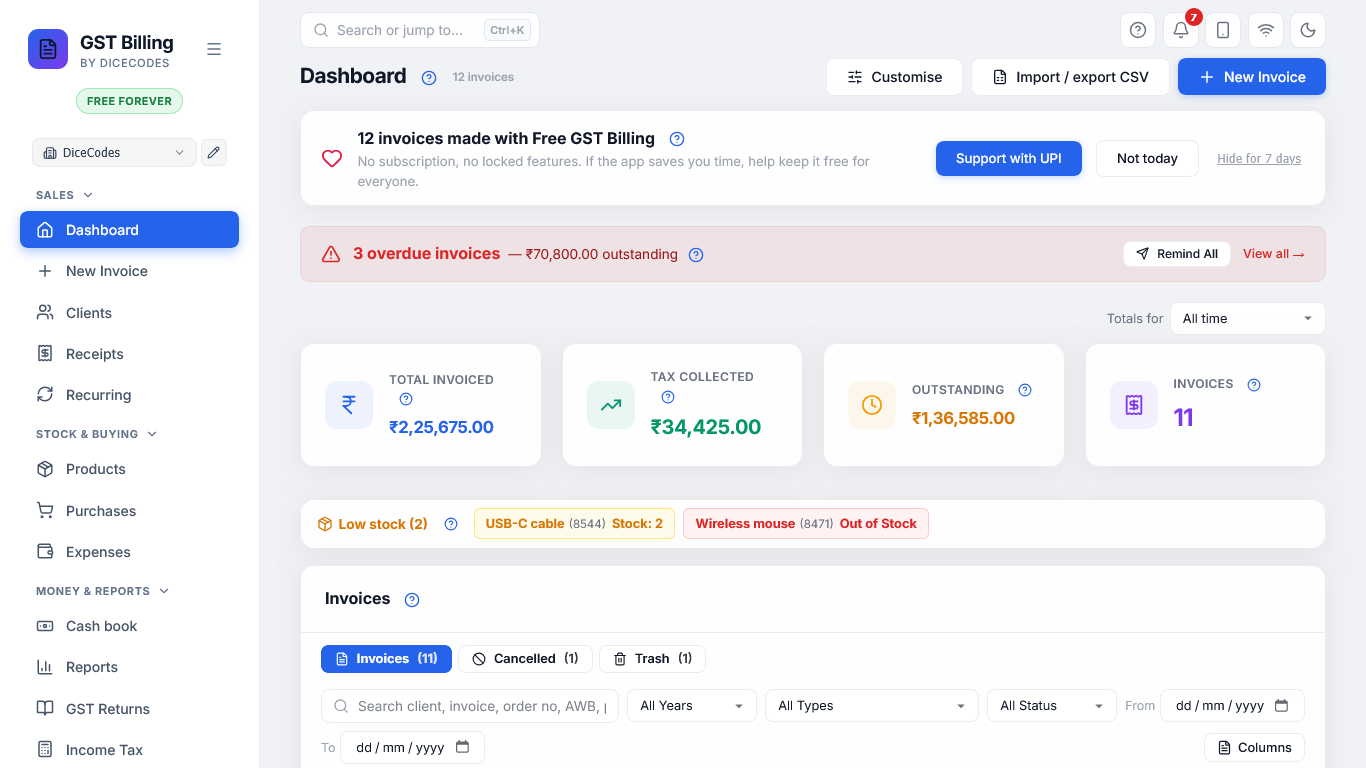 GST Billing
BY DICECODES
FREE FOREVER
DiceCodes
SALES
Dashboard
New Invoice
Clients
Receipts
Recurring
STOCK & BUYING
Products
Purchases
Expenses
MONEY & REPORTS
Cash book
Reports
GST Returns
Income Tax
Search or jump to... Ctrl+K
7
Dashboard 12 invoices
Customise
Import / export CSV
New Invoice
12 invoices made with Free GST Billing
No subscription, no locked features. If the app saves you time, help keep it free for
everyone.
Support with UPI
Not today
Hide for 7 days
3 overdue invoices — ₹70,800.00 outstanding
Remind All
View all →
Totals for All time
TOTAL INVOICED
₹2,25,675.00
TAX COLLECTED
₹34,425.00
OUTSTANDING
₹1,36,585.00
INVOICES
11
Low stock (2)
USB-C cable (8544) Stock: 2
Wireless mouse (8471) Out of Stock
Invoices
Invoices (11)
Cancelled (1)
Trash (1)
Search client, invoice, order no, AWB,
All Years
All Types
All Status
From dd/mm/yyyy
To dd/mm/yyyy
Columns